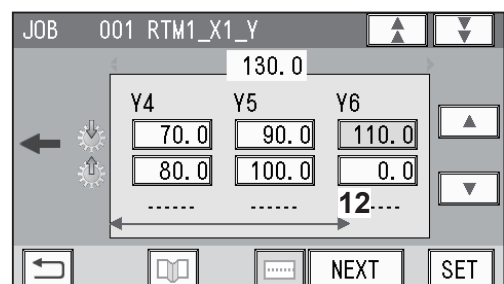 JOB 001 RTM1_X1_Y
130.0
Y4 Y5 Y6
70.0 90.0 110.0
80.0 100.0 0.0
------ ------ 12----
NEXT SET